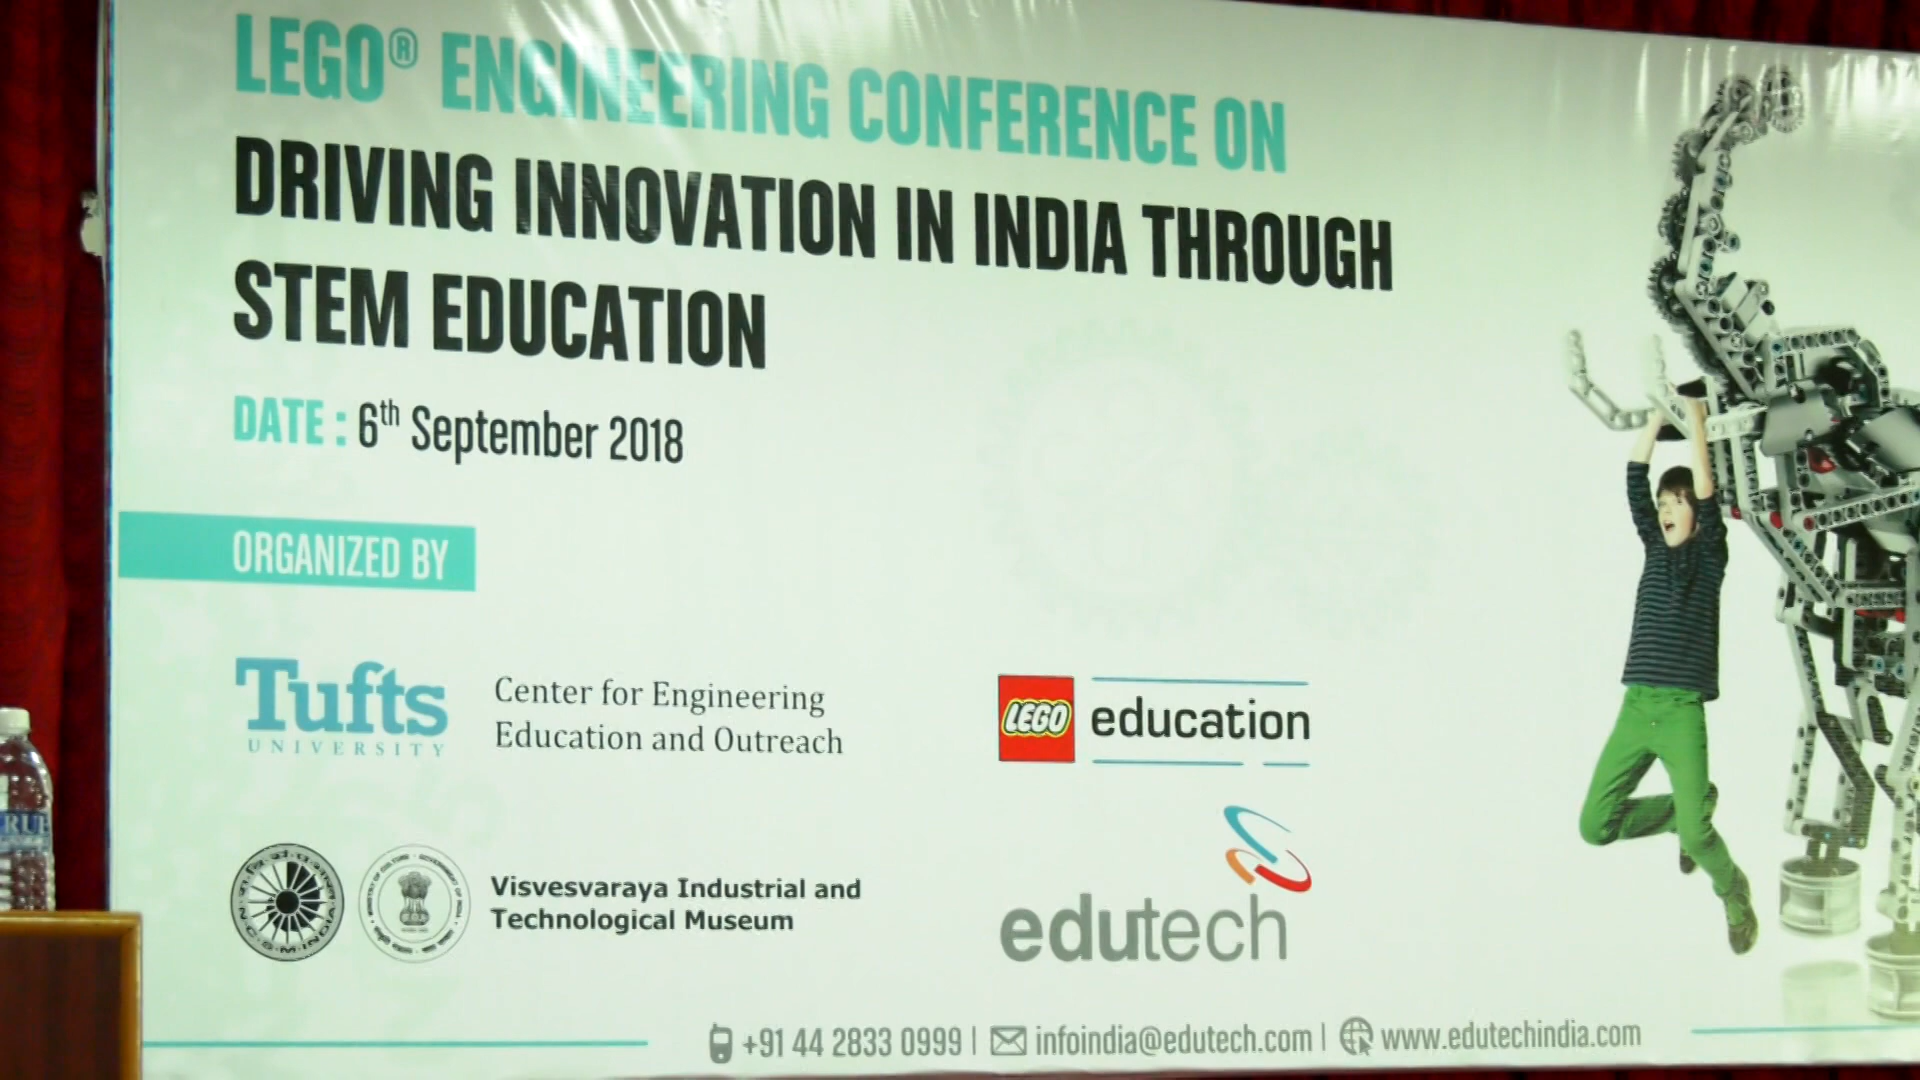 LEGO® ENGINEERING CONFERENCE ON
DRIVING INNOVATION IN INDIA THROUGH
STEM EDUCATION
DATE : 6th September 2018
ORGANIZED BY
Tufts
UNIVERSITY
Center for Engineering
Education and Outreach
LEGO education
Visvesvaraya Industrial and
Technological Museum
edutech
+91 44 2833 0999 | infoindia@edutech.com | www.edutechindia.com